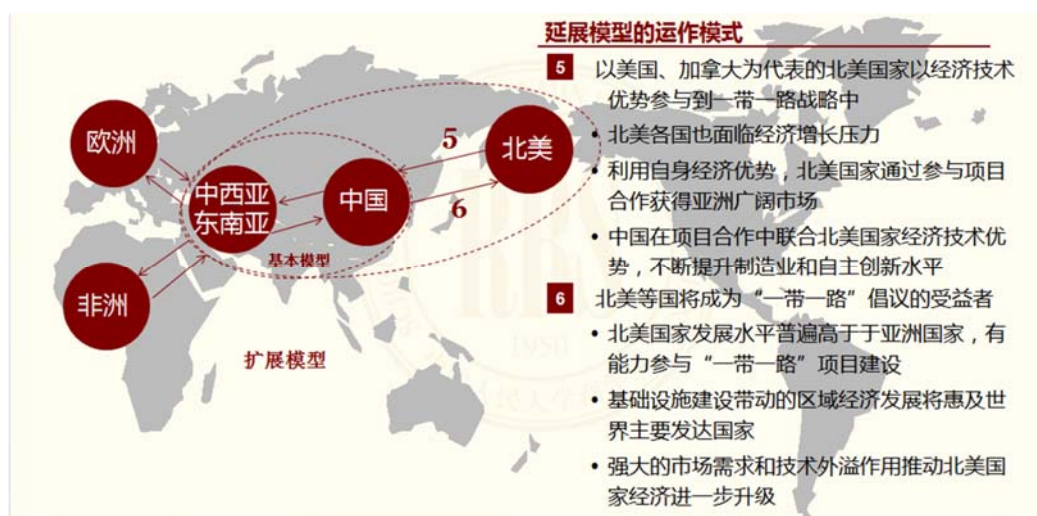 延展模型的运作模式
5 以美国、加拿大为代表的北美国家以经济技术
优势参与到一带一路战略中
• 北美各国也面临经济增长压力
• 利用自身经济优势，北美国家通过参与项目
合作获得亚洲广阔市场
• 中国在项目合作中联合北美国家经济技术优
势，不断提升制造业和自主创新水平
6 北美等国将成为“一带一路”倡议的受益者
• 北美国家发展水平普遍高于于亚洲国家，有
能力参与“一带一路”项目建设
• 基础设施建设带动的区域经济发展将惠及世
界主要发达国家
• 强大的市场需求和技术外溢作用推动北美国
家经济进一步升级
欧洲
中西亚
东南亚
中国
北美
5
6
基本模型
非洲
扩展模型
1950